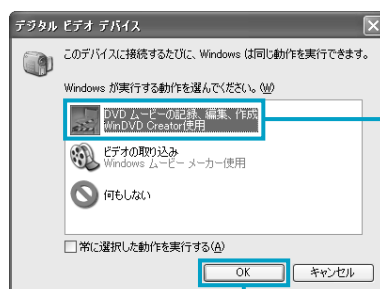 デジタル ビデオ デバイス
このデバイスに接続するたびに、Windows は同じ動作を実行できます。
Windows が実行する動作を選んでください。(W)
DVD ムービーの記録、編集、作成
WinDVD Creator使用
ビデオの取り込み
Windows ムービー メーカー使用
何もしない
常に選択した動作を実行する(A)
OK キャンセル